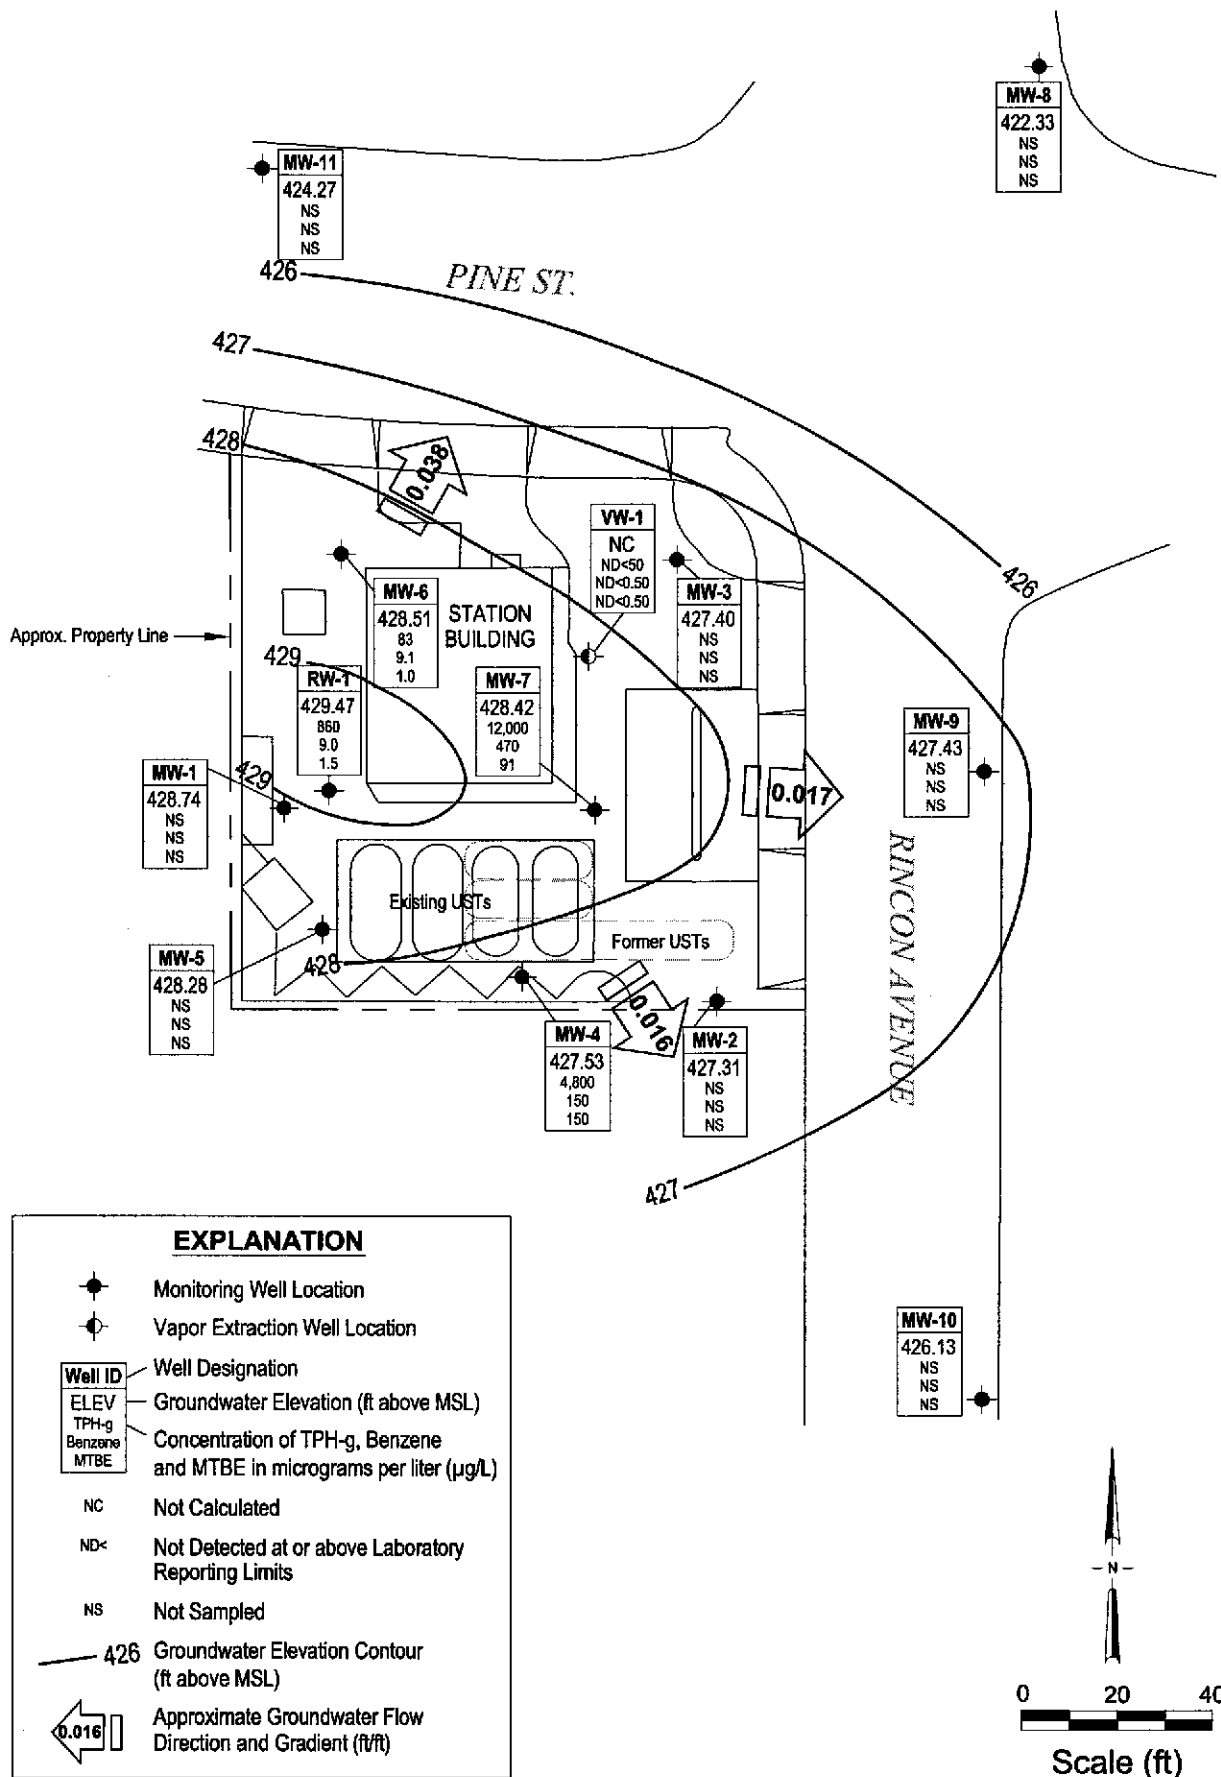 MW-8
422.33
NS
NS
NS
MW-11
424.27
NS
NS
NS
426
PINE ST.
427
428
0.038
VW-1
NC
ND<50
ND<0.50
ND<0.50
MW-3
427.40
NS
NS
NS
426
MW-6
428.51
83
9.1
1.0
STATION
BUILDING
Approx. Property Line
429
RW-1
429.47
860
9.0
1.5
MW-7
428.42
12,000
470
91
MW-9
427.43
NS
NS
NS
MW-1
428.74
NS
NS
NS
429
0.017
RINCON AVENUE
Existing USTs
Former USTs
MW-5
428.28
NS
NS
NS
428
MW-4
427.53
4,800
150
150
0.016
MW-2
427.31
NS
NS
NS
427
MW-10
426.13
NS
NS
NS
EXPLANATION
Monitoring Well Location
Vapor Extraction Well Location
Well ID
ELEV
TPH-g
Benzene
MTBE
Well Designation
Groundwater Elevation (ft above MSL)
Concentration of TPH-g, Benzene
and MTBE in micrograms per liter (µg/L)
NC Not Calculated
ND< Not Detected at or above Laboratory
Reporting Limits
NS Not Sampled
426 Groundwater Elevation Contour
(ft above MSL)
0.016 Approximate Groundwater Flow
Direction and Gradient (ft/ft)
N
0 20 40
Scale (ft)